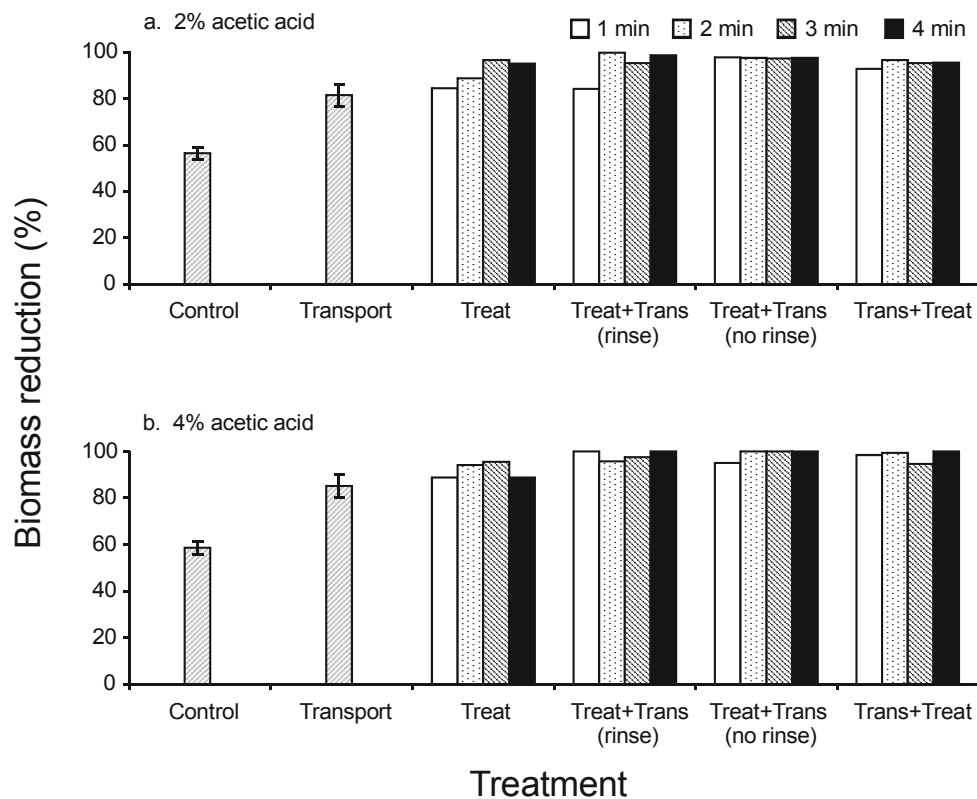 a. 2% acetic acid
1 min 2 min 3 min 4 min
100
80
60
40
20
0
Control Transport Treat Treat+Trans (rinse) Treat+Trans (no rinse) Trans+Treat
Biomass reduction (%)
b. 4% acetic acid
100
80
60
40
20
0
Control Transport Treat Treat+Trans (rinse) Treat+Trans (no rinse) Trans+Treat
Treatment